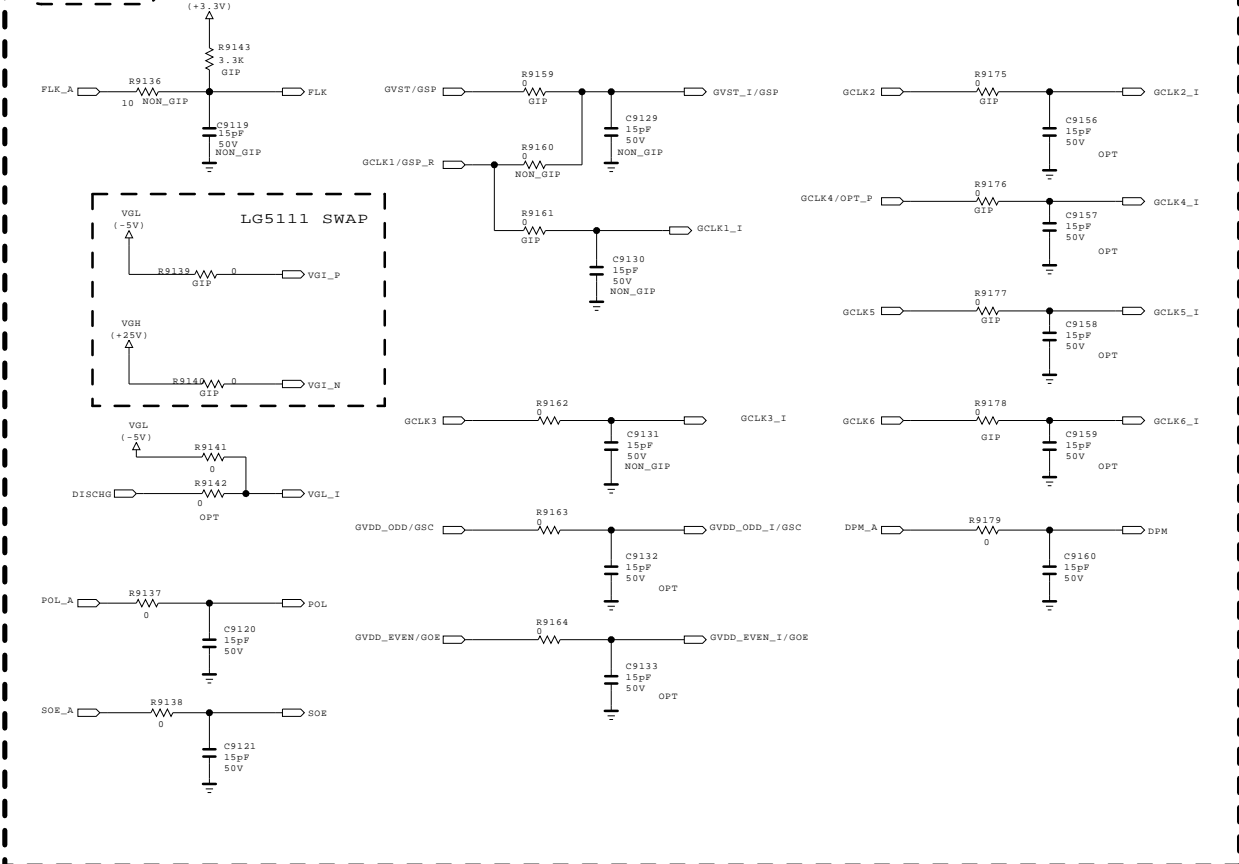 (+3.3V)
R9143
3.3K
GIP
FLK_A
R9136
10 NON_GIP
FLK
C9119
15pF
50V
NON_GIP
LG5111 SWAP
VGL
(-5V)
R9139 0
GIP
VGI_P
VGH
(+25V)
R9140 0
GIP
VGI_N
VGL
(-5V)
R9141
0
DISCHG
R9142
0
OPT
VGL_I
POL_A
R9137
0
POL
C9120
15pF
50V
SOE_A
R9138
0
SOE
C9121
15pF
50V
GVST/GSP
R9159
0
GIP
GVST_I/GSP
C9129
15pF
50V
NON_GIP
GCLK1/GSP_R
R9160
0
NON_GIP
R9161
0
GIP
GCLK1_I
C9130
15pF
50V
NON_GIP
GCLK3
R9162
0
GCLK3_I
C9131
15pF
50V
NON_GIP
GVDD_ODD/GSC
R9163
0
GVDD_ODD_I/GSC
C9132
15pF
50V
OPT
GVDD_EVEN/GOE
R9164
0
GVDD_EVEN_I/GOE
C9133
15pF
50V
OPT
GCLK2
R9175
0
GIP
GCLK2_I
C9156
15pF
50V
OPT
GCLK4/OPT_P
R9176
0
GIP
GCLK4_I
C9157
15pF
50V
OPT
GCLK5
R9177
0
GIP
GCLK5_I
C9158
15pF
50V
OPT
GCLK6
R9178
0
GIP
GCLK6_I
C9159
15pF
50V
OPT
DPM_A
R9179
0
DPM
C9160
15pF
50V